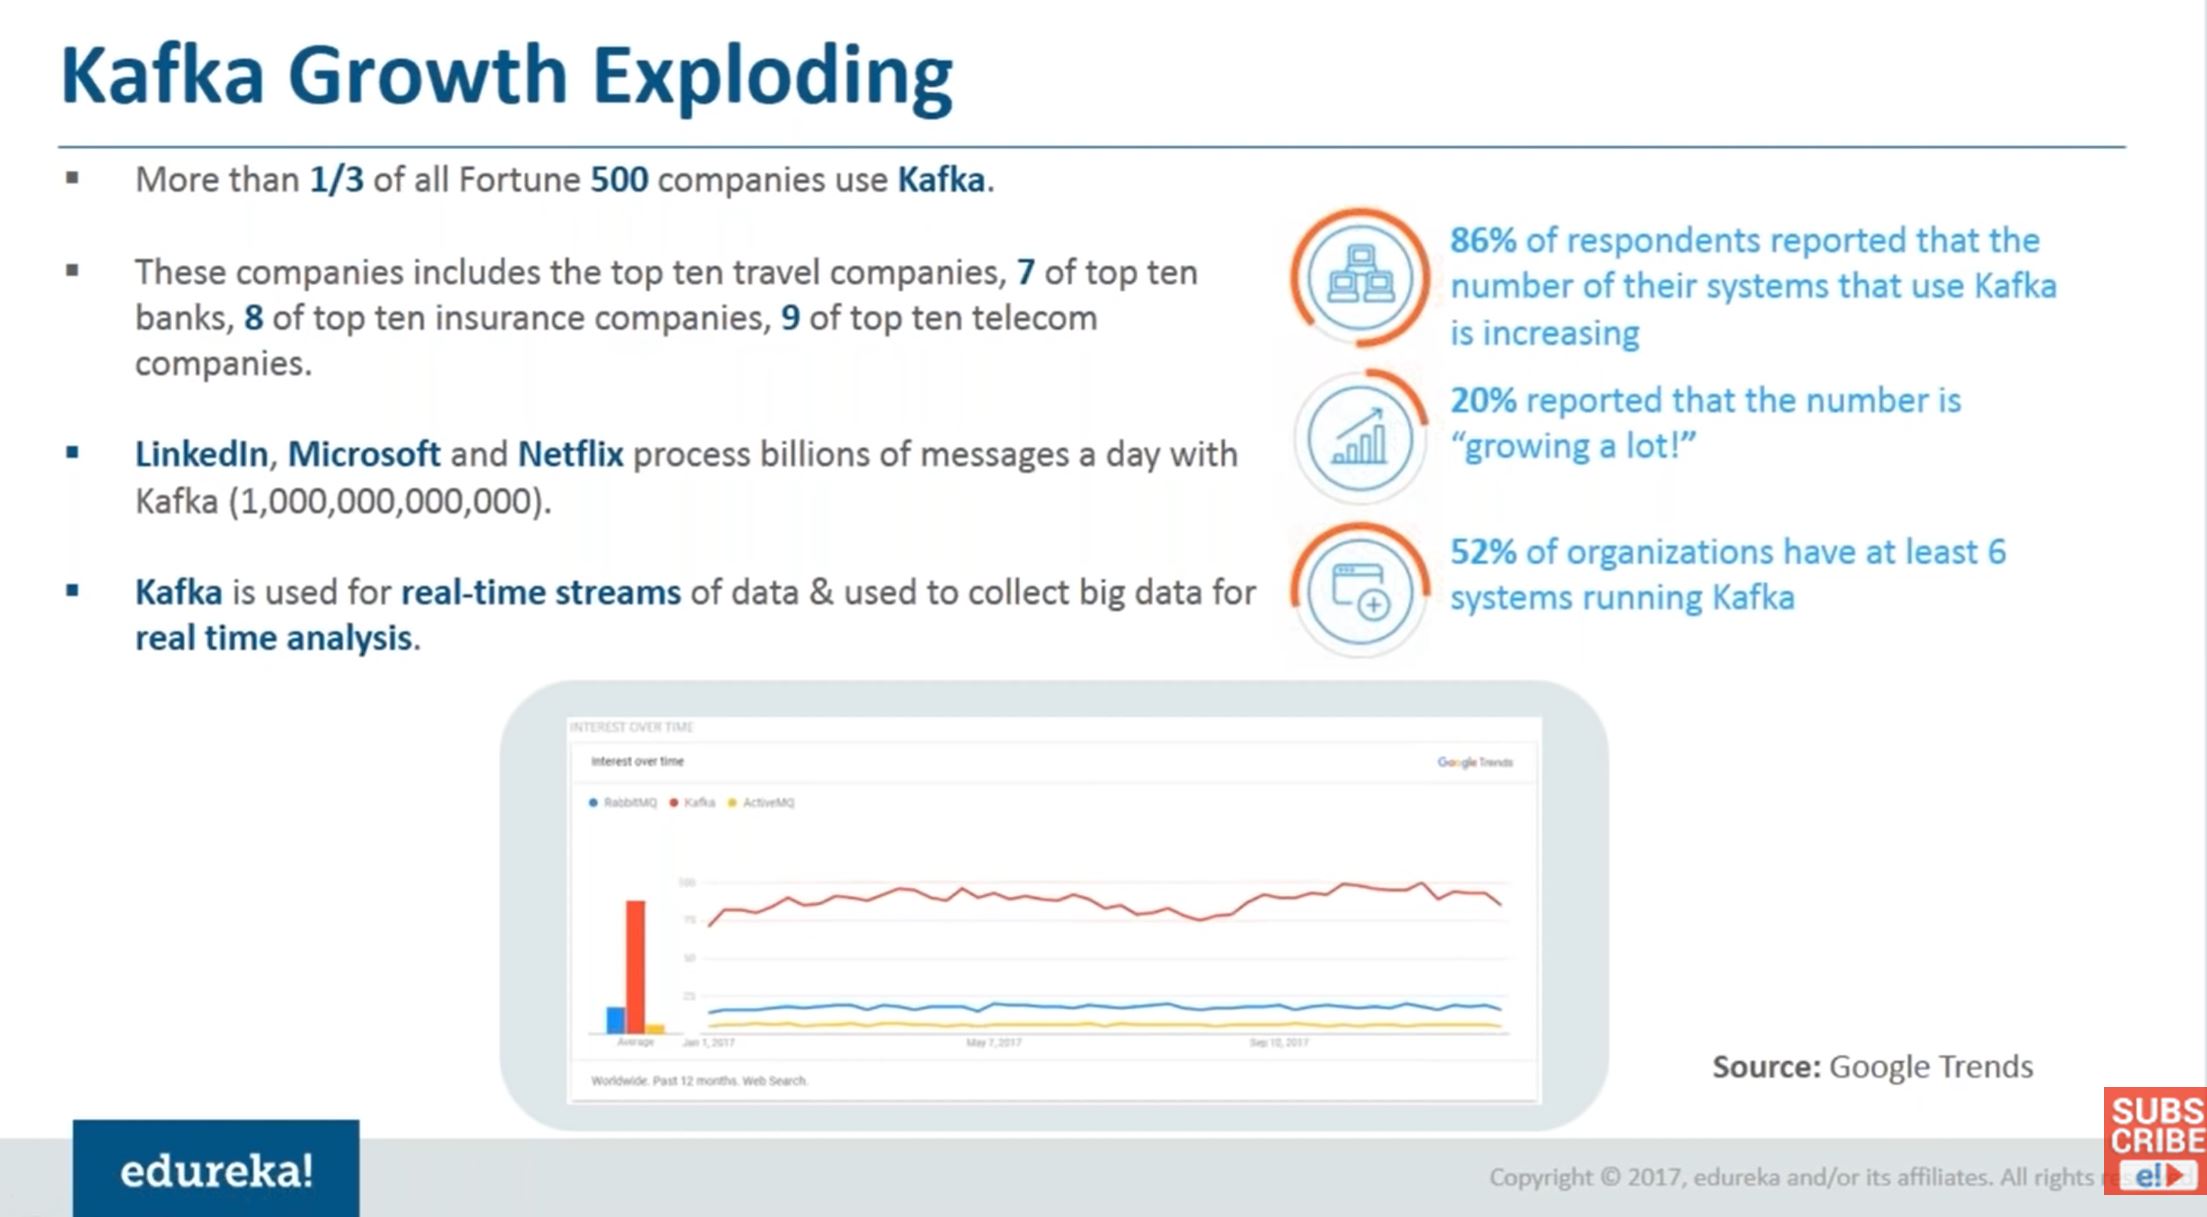 Kafka Growth Exploding
More than 1/3 of all Fortune 500 companies use Kafka.
These companies includes the top ten travel companies, 7 of top ten
banks, 8 of top ten insurance companies, 9 of top ten telecom
companies.
LinkedIn, Microsoft and Netflix process billions of messages a day with
Kafka (1,000,000,000,000).
Kafka is used for real-time streams of data & used to collect big data for
real time analysis.
86% of respondents reported that the
number of their systems that use Kafka
is increasing
20% reported that the number is
“growing a lot!”
52% of organizations have at least 6
systems running Kafka
INTEREST OVER TIME
Interest over time
Google Trends
RabbitMQ Kafka ActiveMQ
100
75
50
25
Average
Jan 1, 2017 May 7, 2017 Sep 10, 2017
Worldwide. Past 12 months. Web Search.
Source: Google Trends
edureka!
Copyright © 2017, edureka and/or its affiliates. All rights
SUBS
CRIBE
e!